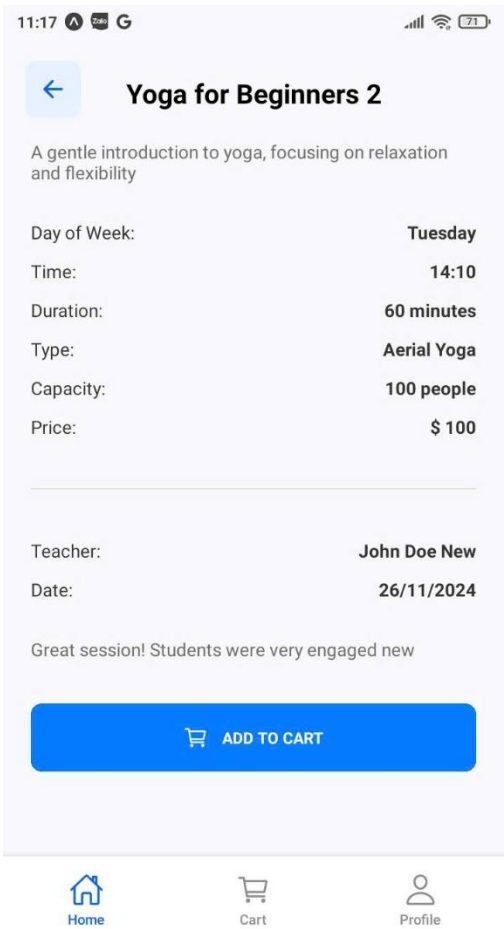 11:17 Zalo G 71
Yoga for Beginners 2
A gentle introduction to yoga, focusing on relaxation
and flexibility
Day of Week: Tuesday
Time: 14:10
Duration: 60 minutes
Type: Aerial Yoga
Capacity: 100 people
Price: $ 100
Teacher: John Doe New
Date: 26/11/2024
Great session! Students were very engaged new
ADD TO CART
Home Cart Profile